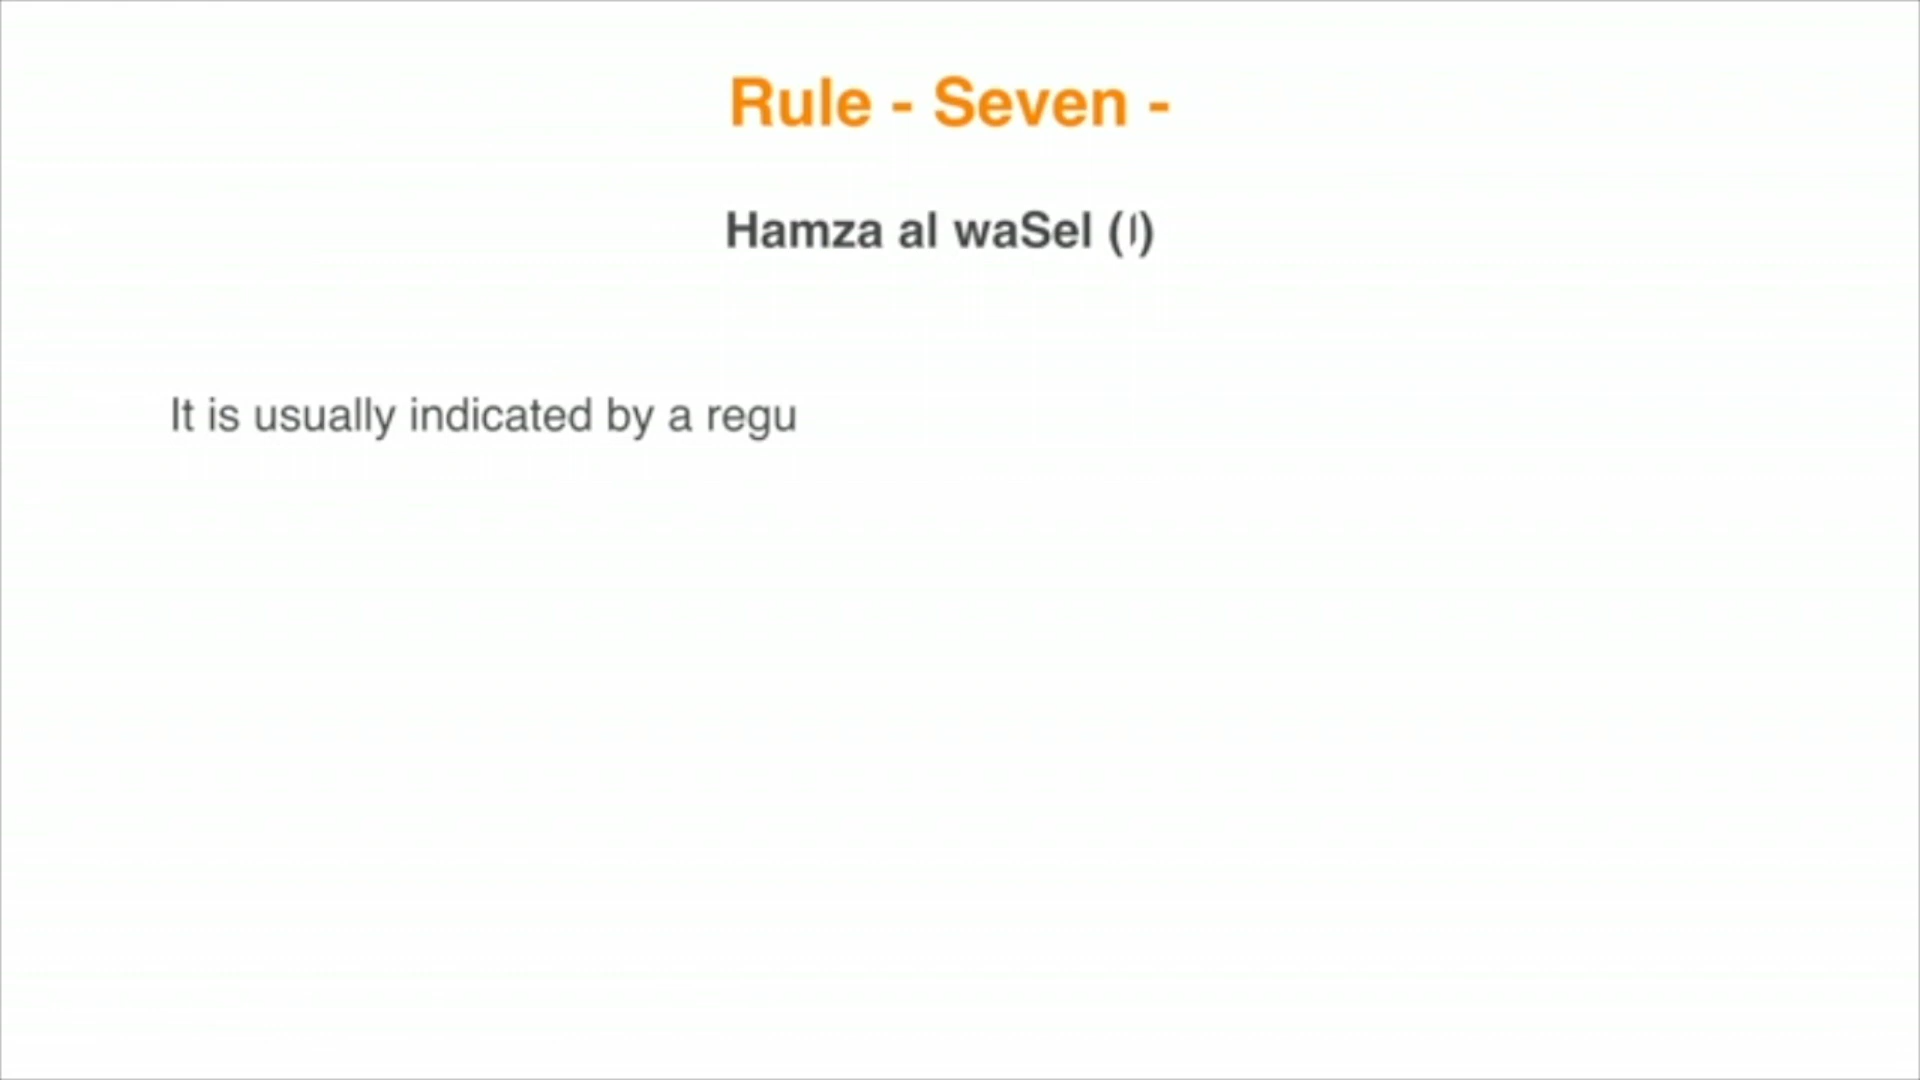 Rule - Seven -
Hamza al waSel (ا)
It is usually indicated by a regu